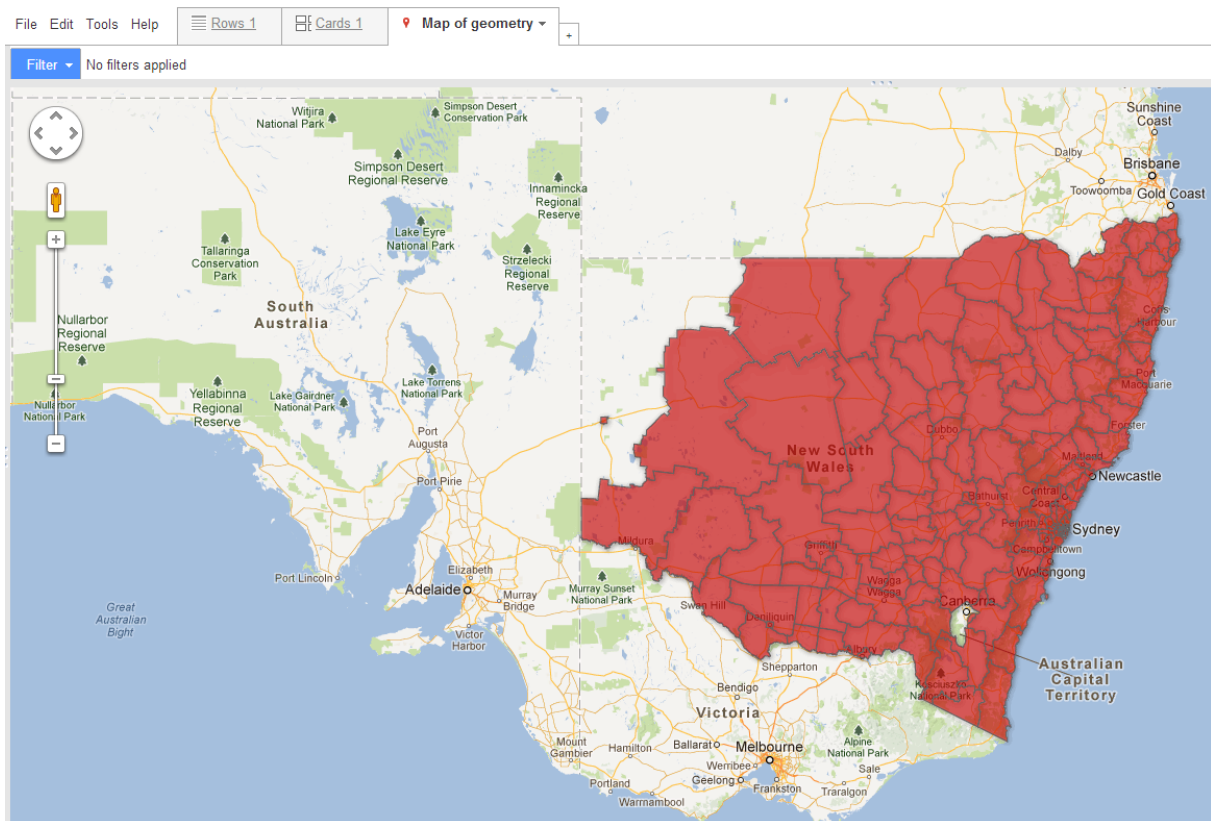 File Edit Tools Help
Rows 1
Cards 1
Map of geometry
+
Filter
No filters applied
Witjira
National Park
Simpson Desert
Conservation Park
Simpson Desert
Regional Reserve
Innamincka
Regional
Reserve
Lake Eyre
National Park
Tallaringa
Conservation
Park
Strzelecki
Regional
Reserve
South
Australia
Nullarbor
Regional
Reserve
Lake Torrens
National Park
Yellabinna
Regional
Reserve
Lake Gairdner
National Park
Nullarbor
National Park
Port
Augusta
Port Pirie
Port Lincoln
Elizabeth
Adelaide
Murray
Bridge
Victor
Harbor
Great
Australian
Bight
Sunshine
Coast
Dalby
Brisbane
Toowoomba
Gold Coast
Coffs
Harbour
Port
Macquarie
Forster
Dubbo
New South
Wales
Maitland
Newcastle
Bathurst
Central
Coast
Penrith
Sydney
Campbelltown
Wollongong
Mildura
Griffith
Murray Sunset
National Park
Wagga
Wagga
Canberra
Swan Hill
Deniliquin
Albury
Australian
Capital
Territory
Shepparton
Kosciuszko
National Park
Bendigo
Victoria
Mount
Gambier
Hamilton
Ballarat
Melbourne
Alpine
National Park
Werribee
Geelong
Sale
Frankston
Traralgon
Portland
Warrnambool